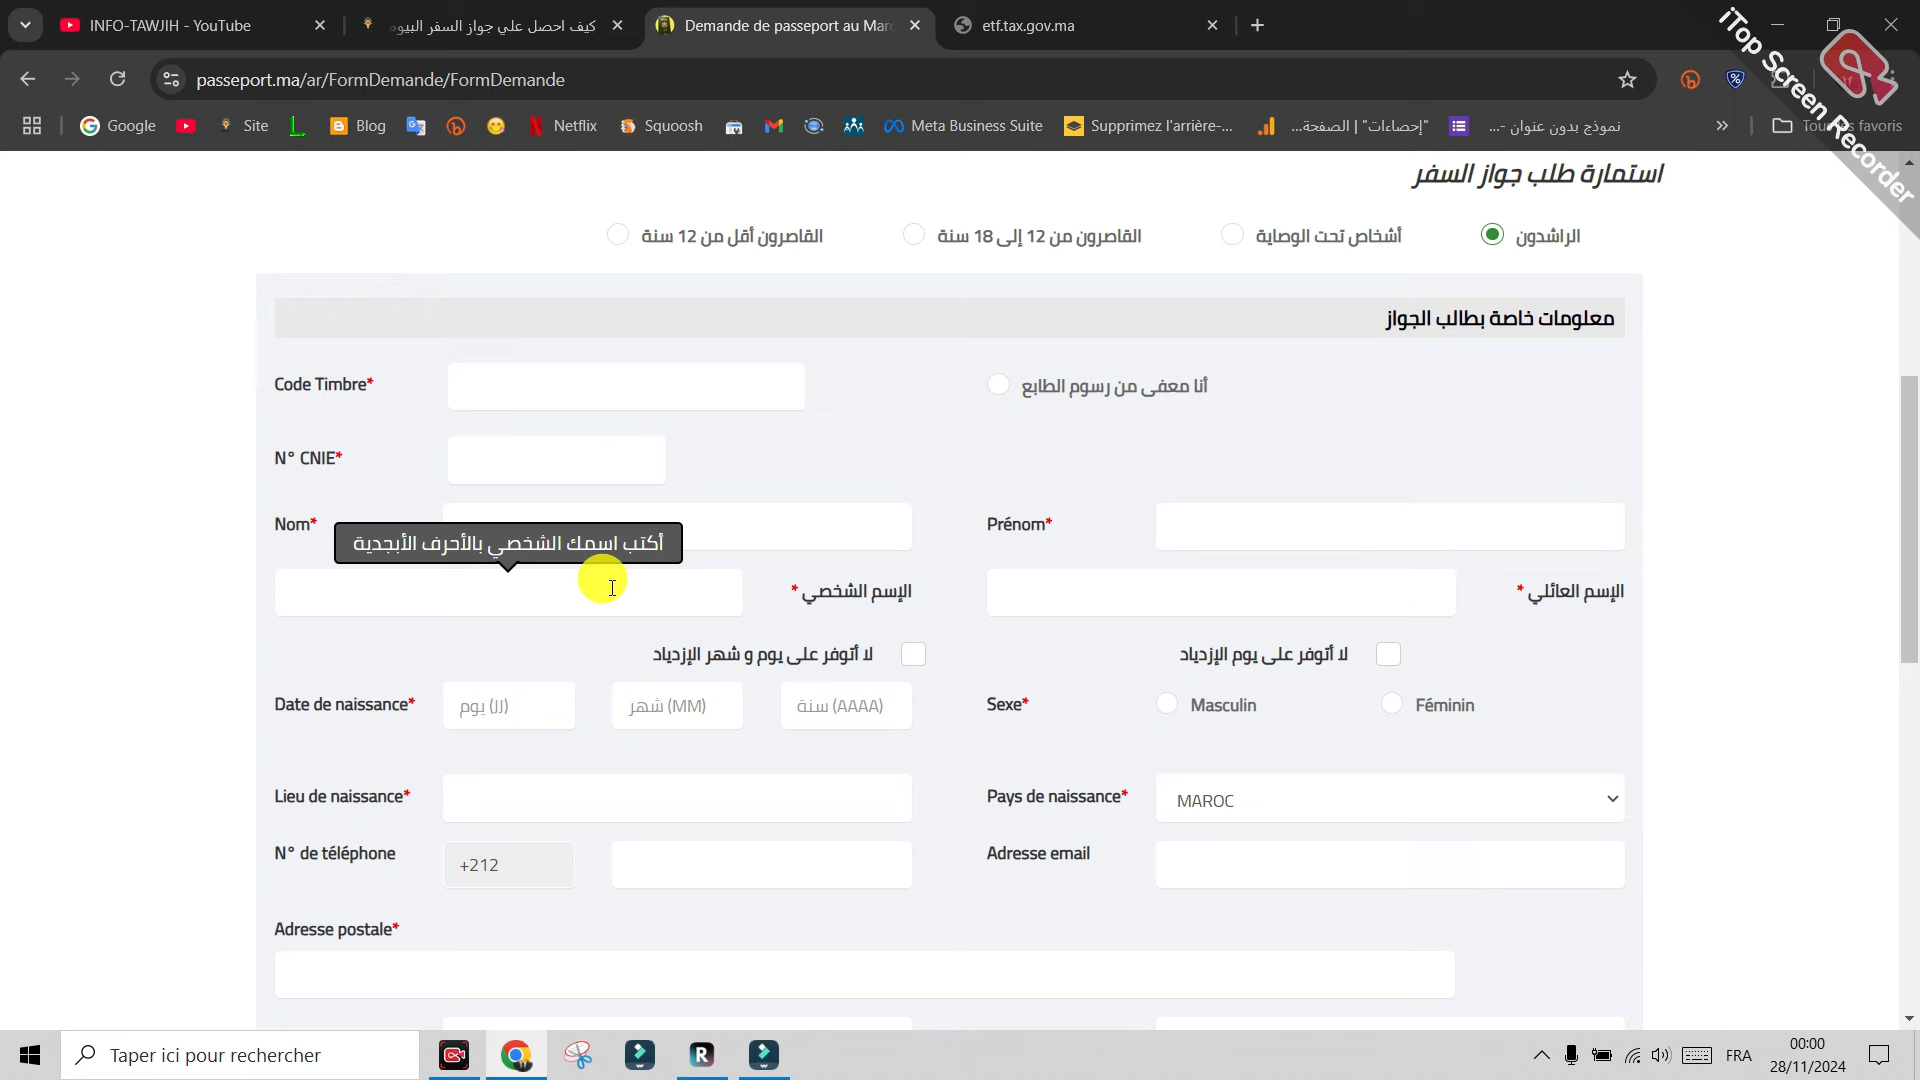 INFO-TAWJIH - YouTube
كيف احصل علي جواز السفر البيوم
Demande de passeport au Mar
etf.tax.gov.ma
passeport.ma/ar/FormDemande/FormDemande
iTop Screen Recorder
Google
Site
Blog
Netflix
Squoosh
Meta Business Suite
Supprimez l'arrière-...
"إحصاءات" | الصفحة...
نموذج بدون عنوان -...
Tous les favoris
استمارة طلب جواز السفر
الراشدون
أشخاص تحت الوصاية
القاصرون من 12 إلى 18 سنة
القاصرون أقل من 12 سنة
معلومات خاصة بطالب الجواز
Code Timbre*
أنا معفى من رسوم الطابع
N° CNIE*
Nom*
Prénom*
أكتب اسمك الشخصي بالأحرف الأبجدية
الإسم العائلي *
الإسم الشخصي *
لا أتوفر على يوم الإزدياد
لا أتوفر على يوم و شهر الإزدياد
Date de naissance*
يوم (JJ)
شهر (MM)
سنة (AAAA)
Sexe*
Masculin
Féminin
Lieu de naissance*
Pays de naissance*
MAROC
N° de téléphone
+212
Adresse email
Adresse postale*
Taper ici pour rechercher
FRA
00:00
28/11/2024